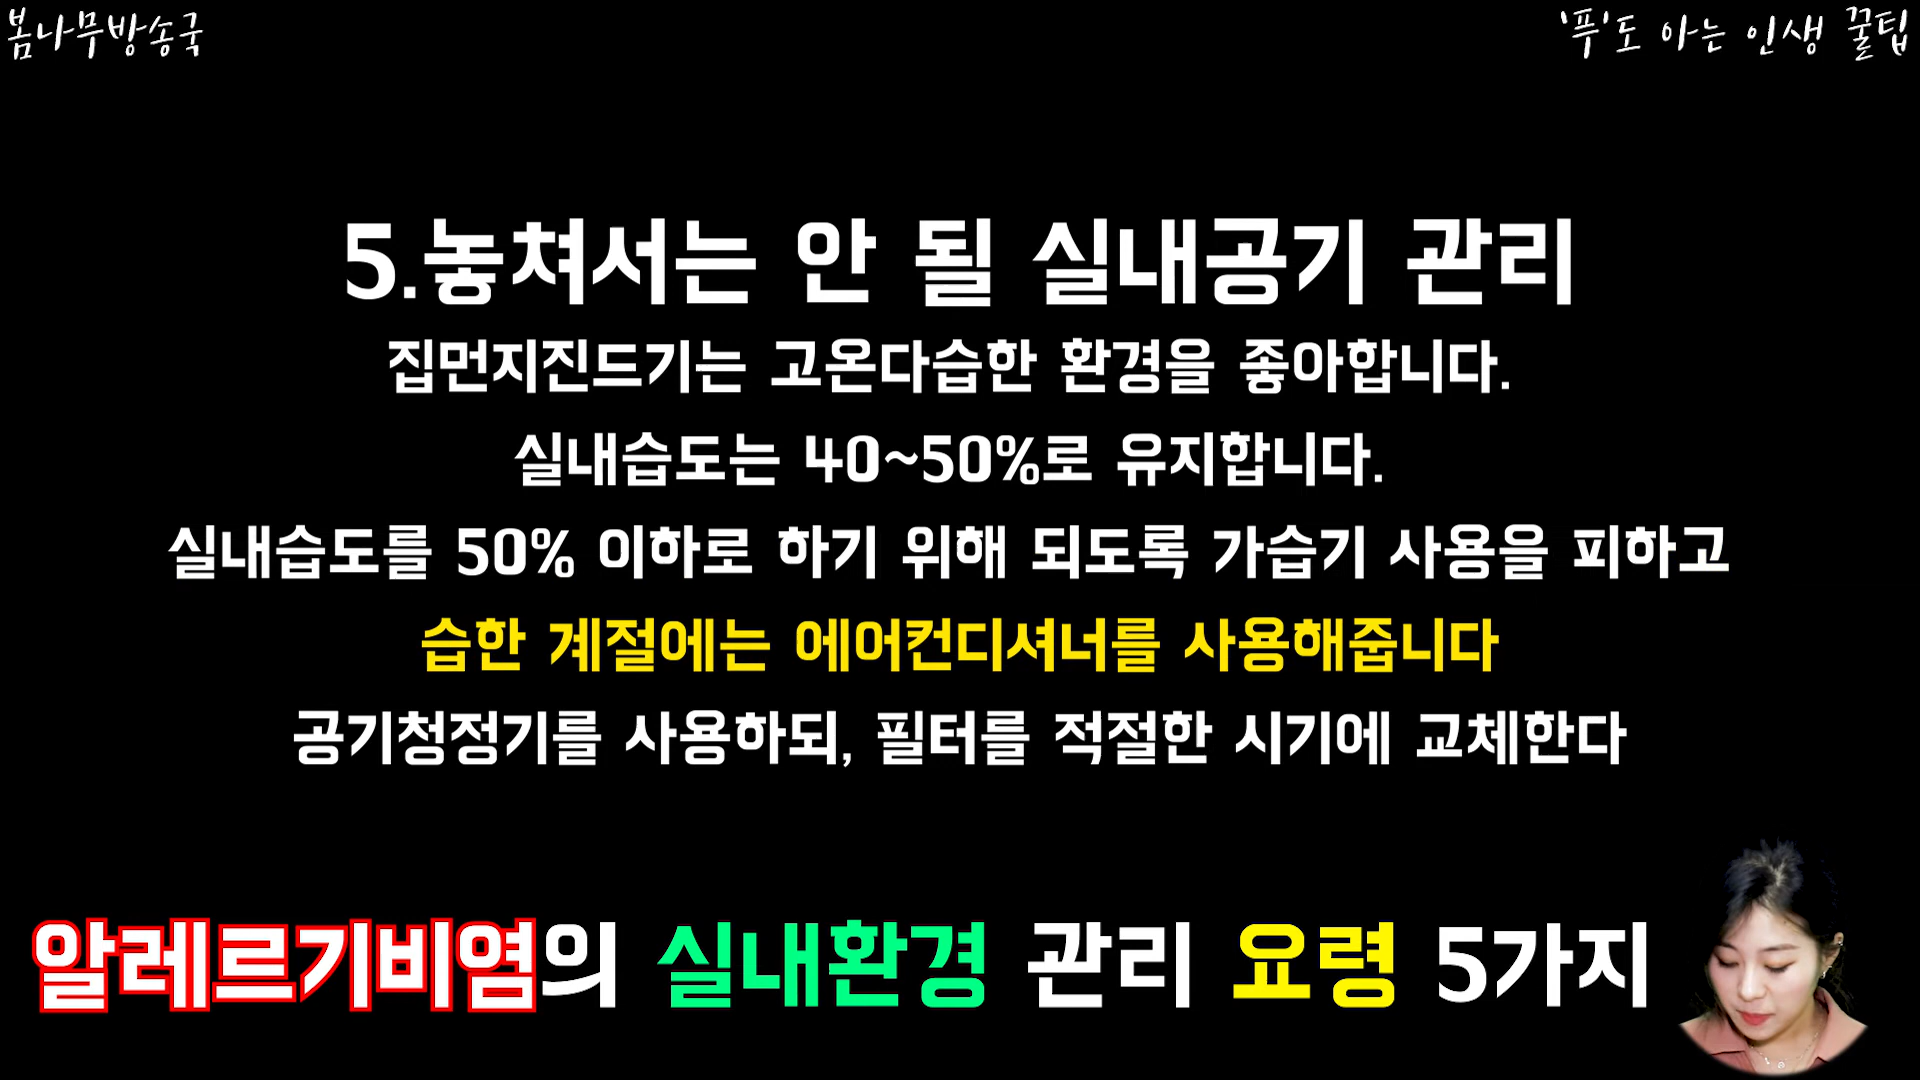 봄나무방송국
'푸'도 아는 인생 꿀팁
5.놓쳐서는 안 될 실내공기 관리
집먼지진드기는 고온다습한 환경을 좋아합니다.
실내습도는 40~50%로 유지합니다.
실내습도를 50% 이하로 하기 위해 되도록 가습기 사용을 피하고
습한 계절에는 에어컨디셔너를 사용해줍니다
공기청정기를 사용하되, 필터를 적절한 시기에 교체한다
알레르기비염의 실내환경 관리 요령 5가지